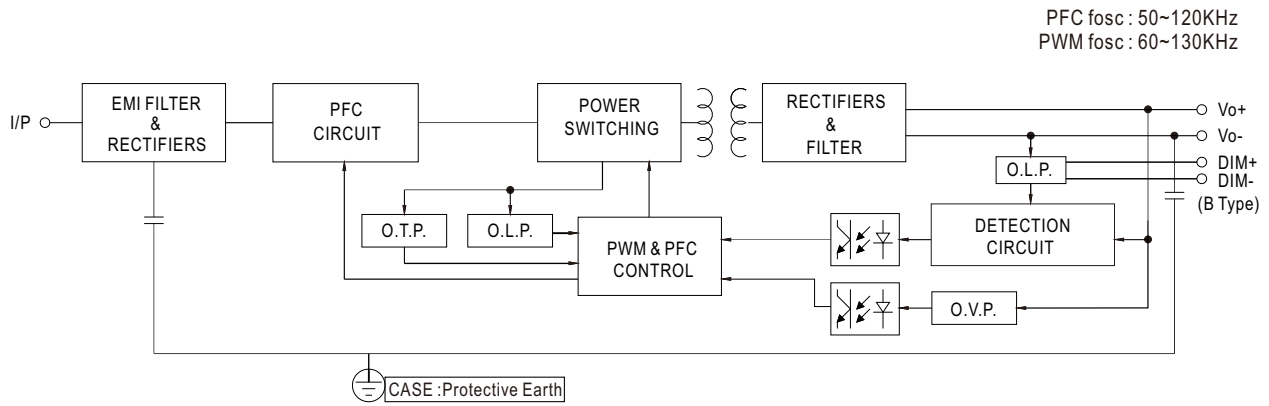 PFC fosc : 50~120KHz
PWM fosc : 60~130KHz
I/P
EMI FILTER
&
RECTIFIERS
PFC
CIRCUIT
POWER
SWITCHING
RECTIFIERS
&
FILTER
Vo+
Vo-
DIM+
DIM-
(B Type)
O.L.P.
O.T.P.
O.L.P.
PWM & PFC
CONTROL
DETECTION
CIRCUIT
O.V.P.
CASE :Protective Earth